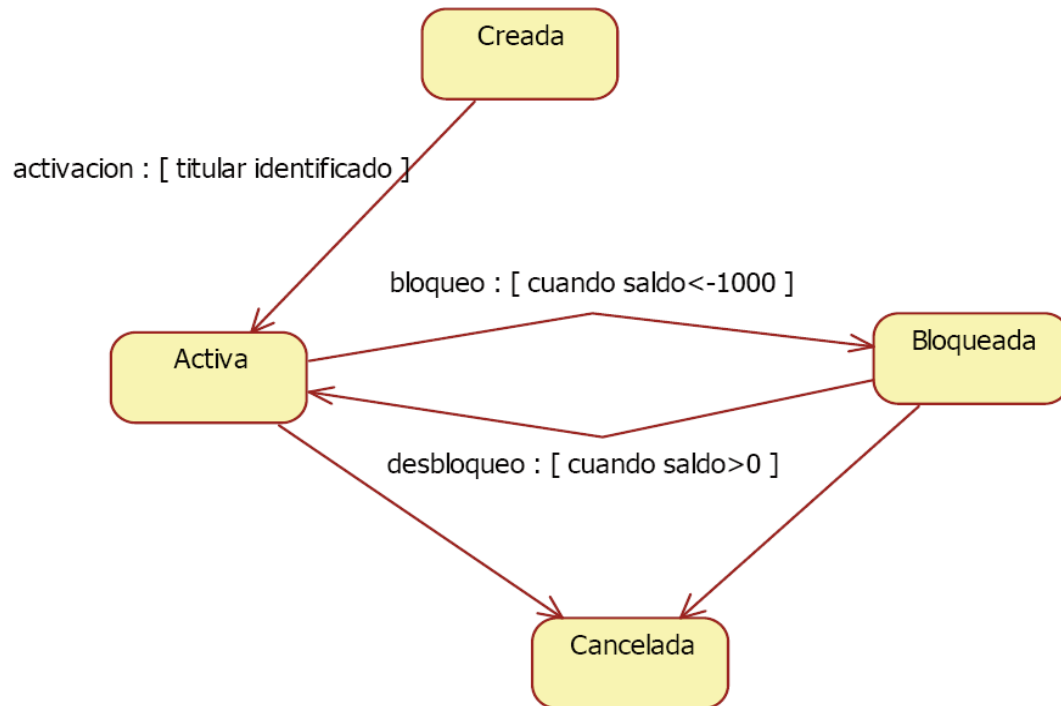 Creada
activacion : [ titular identificado ]
bloqueo : [ cuando saldo<-1000 ]
Activa
Bloqueada
desbloqueo : [ cuando saldo>0 ]
Cancelada